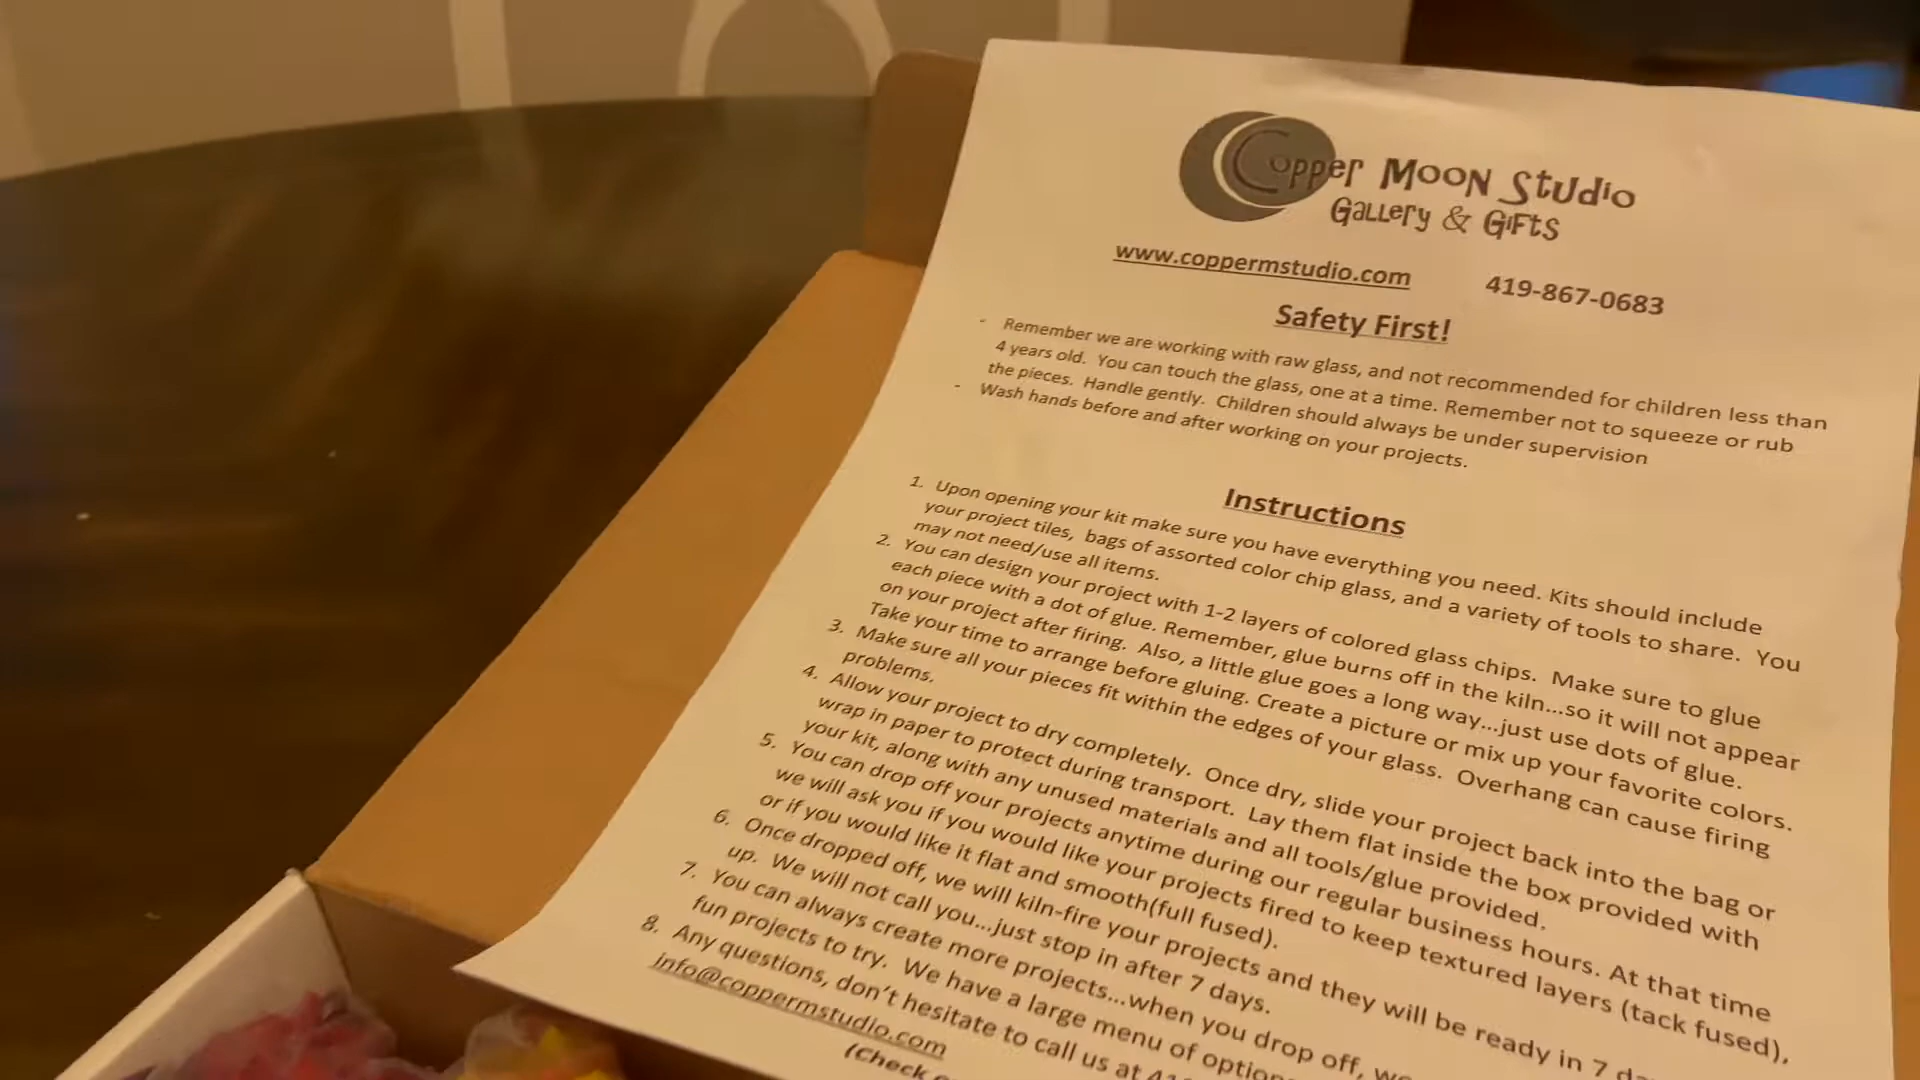 Copper Moon Studio
Gallery & Gifts
www.coppermstudio.com 419-867-0683
Safety First!
- Remember we are working with raw glass, and not recommended for children less than
4 years old. You can touch the glass, one at a time. Remember not to squeeze or rub
the pieces. Handle gently. Children should always be under supervision
- Wash hands before and after working on your projects.
Instructions
1. Upon opening your kit make sure you have everything you need. Kits should include
your project tiles, bags of assorted color chip glass, and a variety of tools to share. You
may not need/use all items.
2. You can design your project with 1-2 layers of colored glass chips. Make sure to glue
each piece with a dot of glue. Remember, glue burns off in the kiln...so it will not appear
on your project after firing. Also, a little glue goes a long way...just use dots of glue.
Take your time to arrange before gluing. Create a picture or mix up your favorite colors.
3. Make sure all your pieces fit within the edges of your glass. Overhang can cause firing
problems.
4. Allow your project to dry completely. Once dry, slide your project back into the bag or
wrap in paper to protect during transport. Lay them flat inside the box provided with
your kit, along with any unused materials and all tools/glue provided.
5. You can drop off your projects anytime during our regular business hours. At that time
we will ask you if you would like your projects fired to keep textured layers (tack fused),
or if you would like it flat and smooth(full fused).
6. Once dropped off, we will kiln-fire your projects and they will be ready in 7
up. We will not call you...just stop in after 7 days.
7. You can always create more projects...when you drop off,
fun projects to try. We have a large menu of
8. Any questions, don't hesitate to call us at
info@coppermstudio.com
(Check